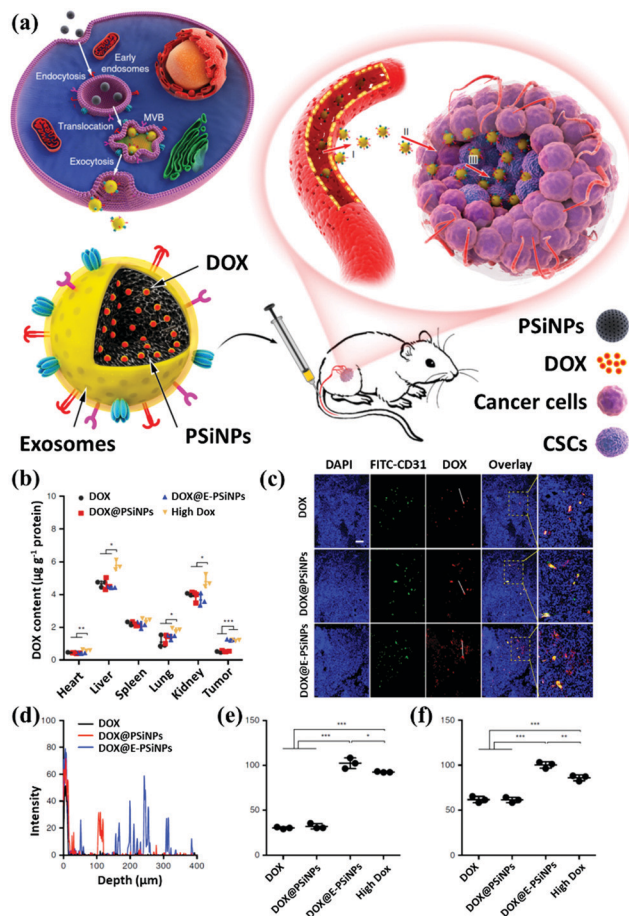 (a)
Early
endosomes
Endocytosis
Translocation
MVB
Exocytosis
I
II
III
DOX
Exosomes
PSiNPs
PSiNPs
DOX
Cancer cells
CSCs
(b)
DOX
DOX@E-PSiNPs
DOX@PSiNPs
High Dox
DOX content (µg g⁻¹ protein)
10
8
6
4
2
0
** * * * ***
Heart
Liver
Spleen
Lung
Kidney
Tumor
(c)
DAPI FITC-CD31 DOX Overlay
DOX
DOX@PSiNPs
DOX@E-PSiNPs
(d)
DOX
DOX@PSiNPs
DOX@E-PSiNPs
Intensity
100
80
60
40
20
0
0 100 200 300 400
Depth (µm)
(e)
150
100
50
0
***
*** *
DOX
DOX@PSiNPs
DOX@E-PSiNPs
High Dox
(f)
150
100
50
0
***
*** **
DOX
DOX@PSiNPs
DOX@E-PSiNPs
High Dox